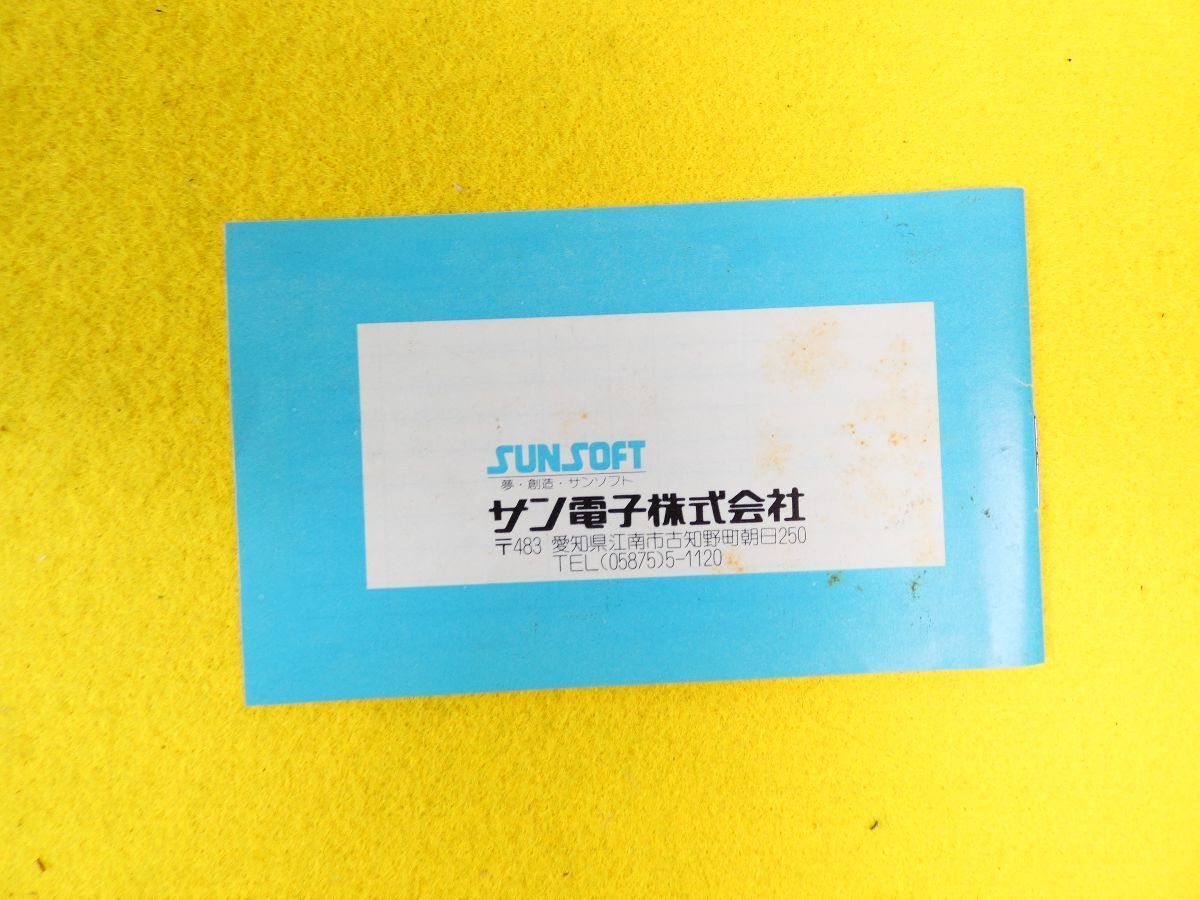 SUNSOFT
夢・創造・サンソフト
サン電子株式会社
〒483 愛知県江南市古知野町朝日250
TEL(05875)5-1120